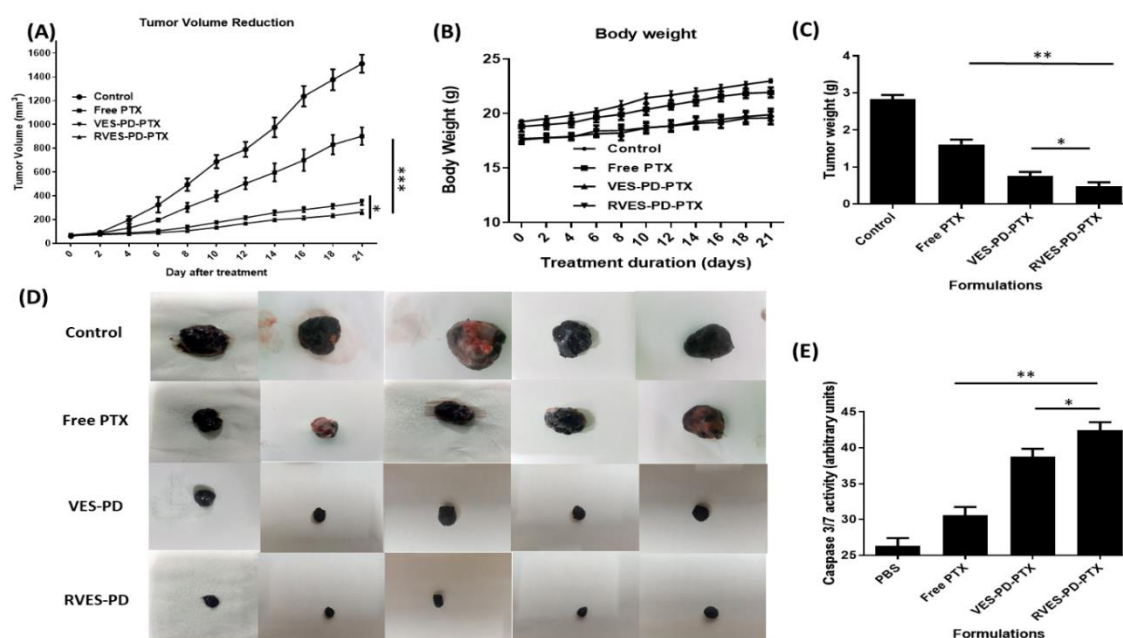 (A)
Tumor Volume Reduction
Tumor Volume (mm³)
1600
1400
1200
1000
800
600
400
200
0
Control
Free PTX
VES-PD-PTX
RVES-PD-PTX
***
*
0 2 4 6 8 10 12 14 16 18 21
Day after treatment
(B)
Body weight
Body Weight (g)
25
20
15
10
Control
Free PTX
VES-PD-PTX
RVES-PD-PTX
0 2 4 6 8 10 12 14 16 18 21
Treatment duration (days)
(C)
Tumor weight (g)
4
3
2
1
0
**
*
Control
Free PTX
VES-PD-PTX
RVES-PD-PTX
Formulations
(D)
Control
Free PTX
VES-PD
RVES-PD
(E)
Caspase 3/7 activity (arbitrary units)
45
41
37
33
29
25
**
*
PBS
Free PTX
VES-PD-PTX
RVES-PD-PTX
Formulations